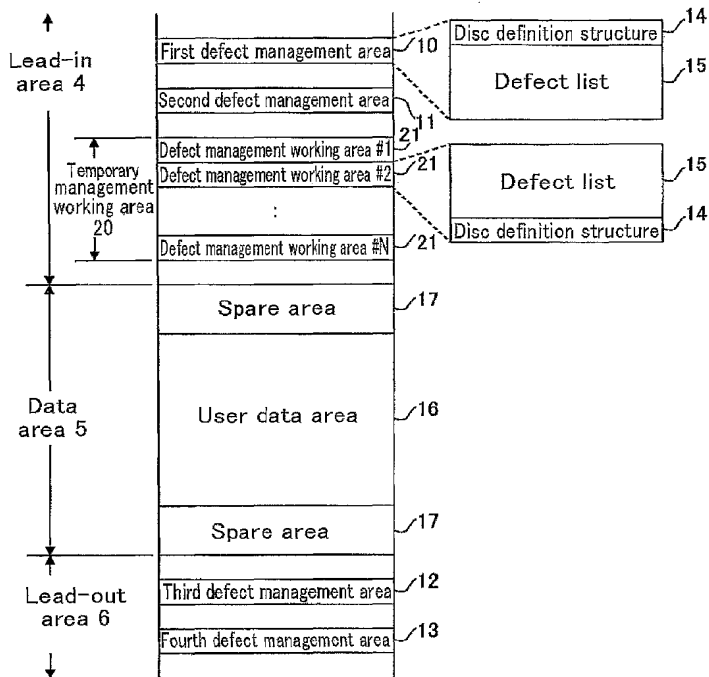 Lead-in
area 4
First defect management area
10
Disc definition structure
14
Defect list
15
Second defect management area
11
Temporary
management
working area
20
Defect management working area #1
21
Defect management working area #2
21
:
Defect management working area #N
21
Defect list
15
Disc definition structure
14
Data
area 5
Spare area
17
User data area
16
Spare area
17
Lead-out
area 6
Third defect management area
12
Fourth defect management area
13